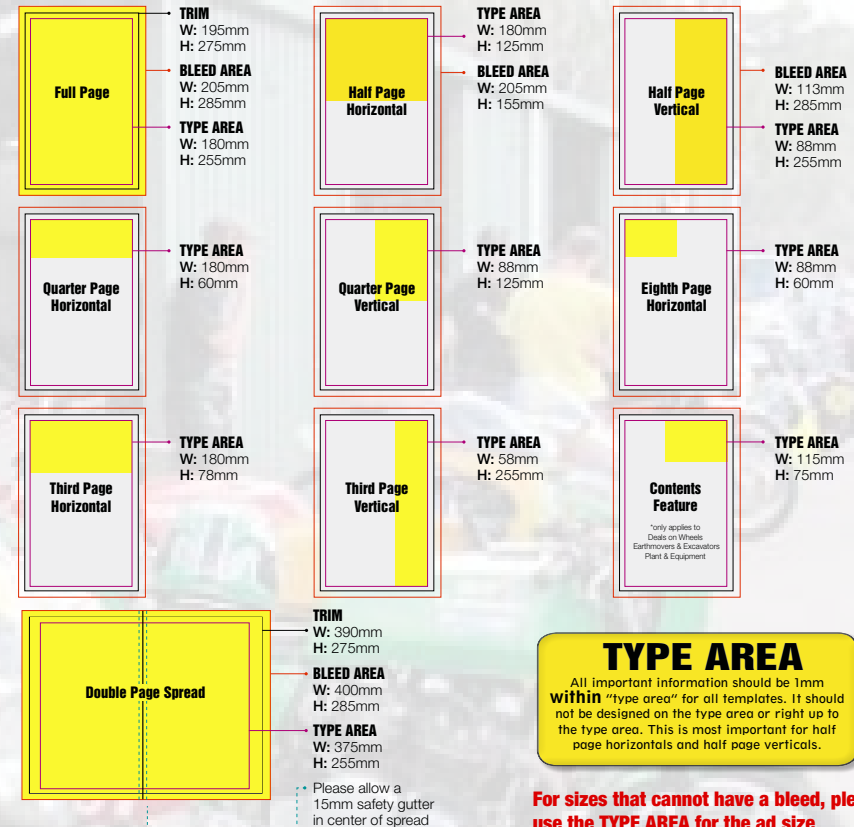 TRIM
W: 195mm
H: 275mm
BLEED AREA
W: 205mm
H: 285mm
TYPE AREA
W: 180mm
H: 255mm
Full Page
TYPE AREA
W: 180mm
H: 125mm
BLEED AREA
W: 205mm
H: 155mm
Half Page
Horizontal
BLEED AREA
W: 113mm
H: 285mm
TYPE AREA
W: 88mm
H: 255mm
Half Page
Vertical
TYPE AREA
W: 180mm
H: 60mm
Quarter Page
Horizontal
TYPE AREA
W: 88mm
H: 125mm
Quarter Page
Vertical
TYPE AREA
W: 88mm
H: 60mm
Eighth Page
Horizontal
TYPE AREA
W: 180mm
H: 78mm
Third Page
Horizontal
TYPE AREA
W: 58mm
H: 255mm
Third Page
Vertical
TYPE AREA
W: 115mm
H: 75mm
Contents
Feature
*only applies to
Deals on Wheels
Earthmovers & Excavators
Plant & Equipment
TRIM
W: 390mm
H: 275mm
BLEED AREA
W: 400mm
H: 285mm
TYPE AREA
W: 375mm
H: 255mm
Double Page Spread
Please allow a
15mm safety gutter
in center of spread
TYPE AREA
All important information should be 1mm
within "type area" for all templates. It should
not be designed on the type area or right up to
the type area. This is most important for half
page horizontals and half page verticals.
For sizes that cannot have a bleed, ple
use the TYPE AREA for the ad size